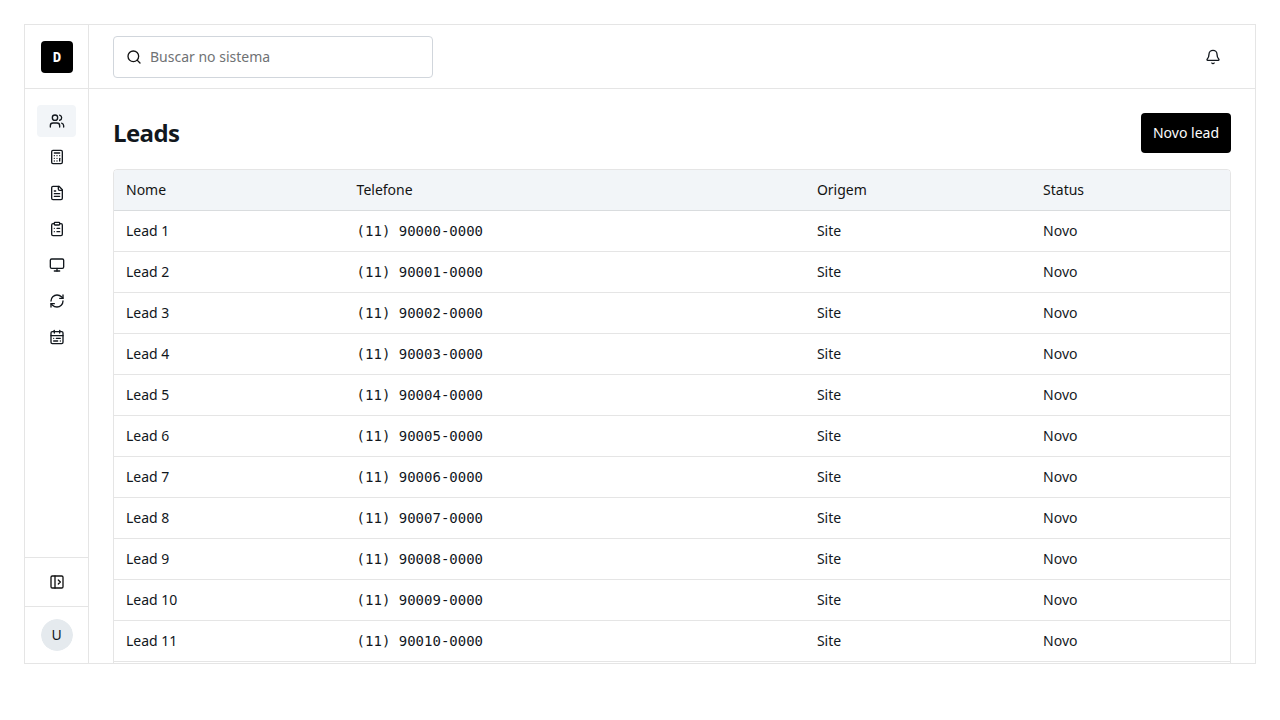 D
Buscar no sistema
Leads
Novo lead
Nome Telefone Origem Status
Lead 1 (11) 90000-0000 Site Novo
Lead 2 (11) 90001-0000 Site Novo
Lead 3 (11) 90002-0000 Site Novo
Lead 4 (11) 90003-0000 Site Novo
Lead 5 (11) 90004-0000 Site Novo
Lead 6 (11) 90005-0000 Site Novo
Lead 7 (11) 90006-0000 Site Novo
Lead 8 (11) 90007-0000 Site Novo
Lead 9 (11) 90008-0000 Site Novo
Lead 10 (11) 90009-0000 Site Novo
Lead 11 (11) 90010-0000 Site Novo
U